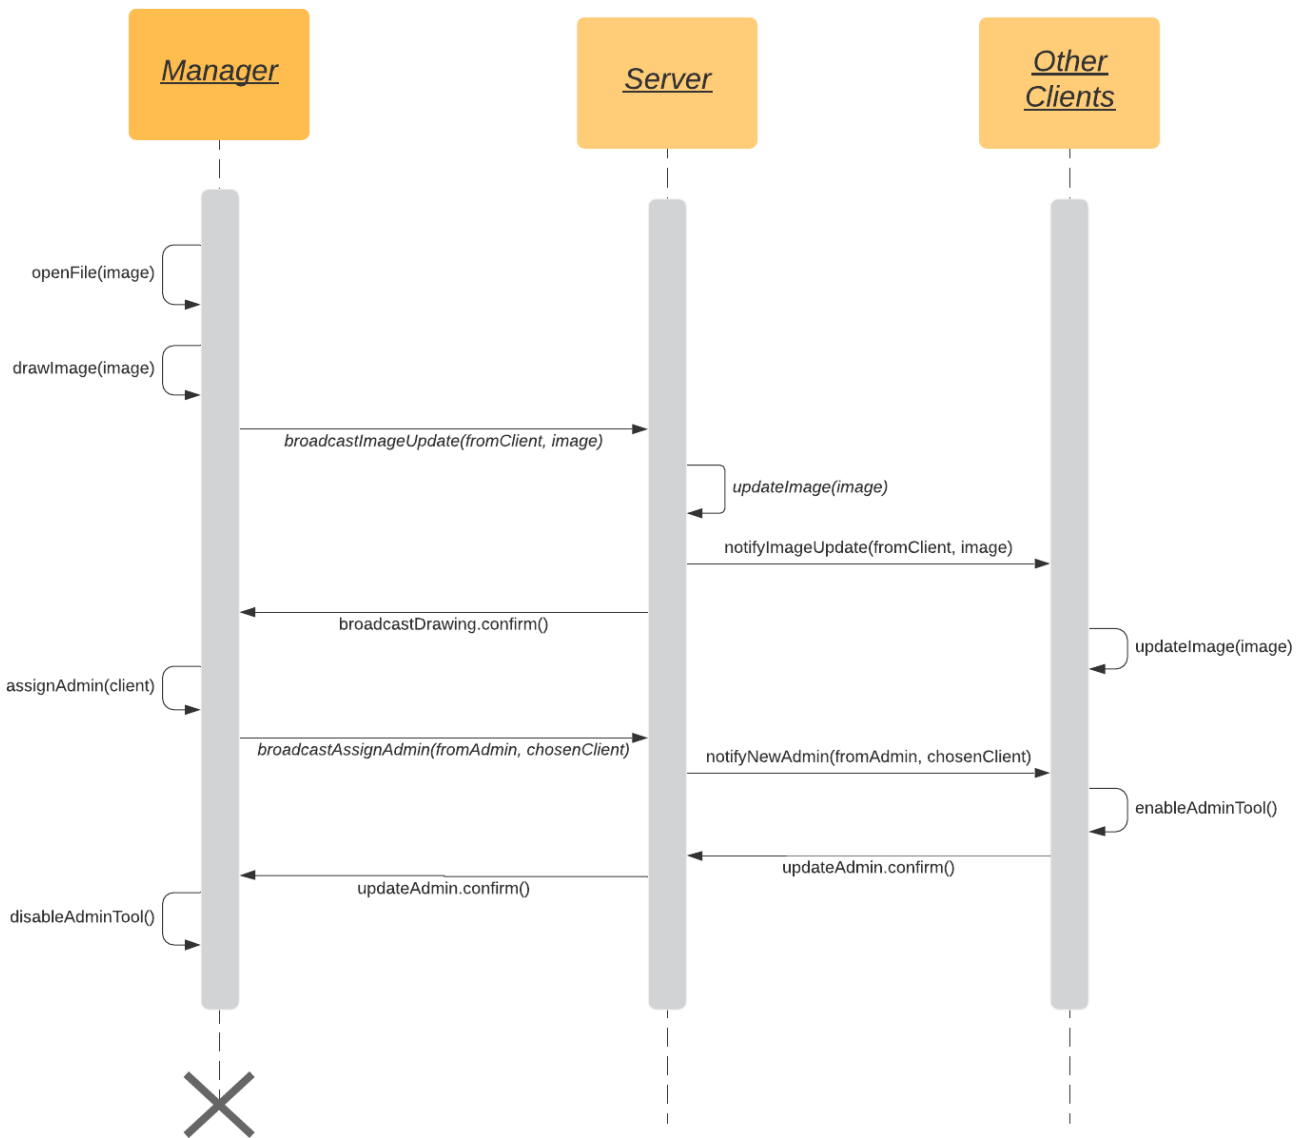 Manager
Server
Other
Clients
openFile(image)
drawImage(image)
broadcastImageUpdate(fromClient, image)
updateImage(image)
notifyImageUpdate(fromClient, image)
broadcastDrawing.confirm()
updateImage(image)
assignAdmin(client)
broadcastAssignAdmin(fromAdmin, chosenClient)
notifyNewAdmin(fromAdmin, chosenClient)
enableAdminTool()
updateAdmin.confirm()
updateAdmin.confirm()
disableAdminTool()